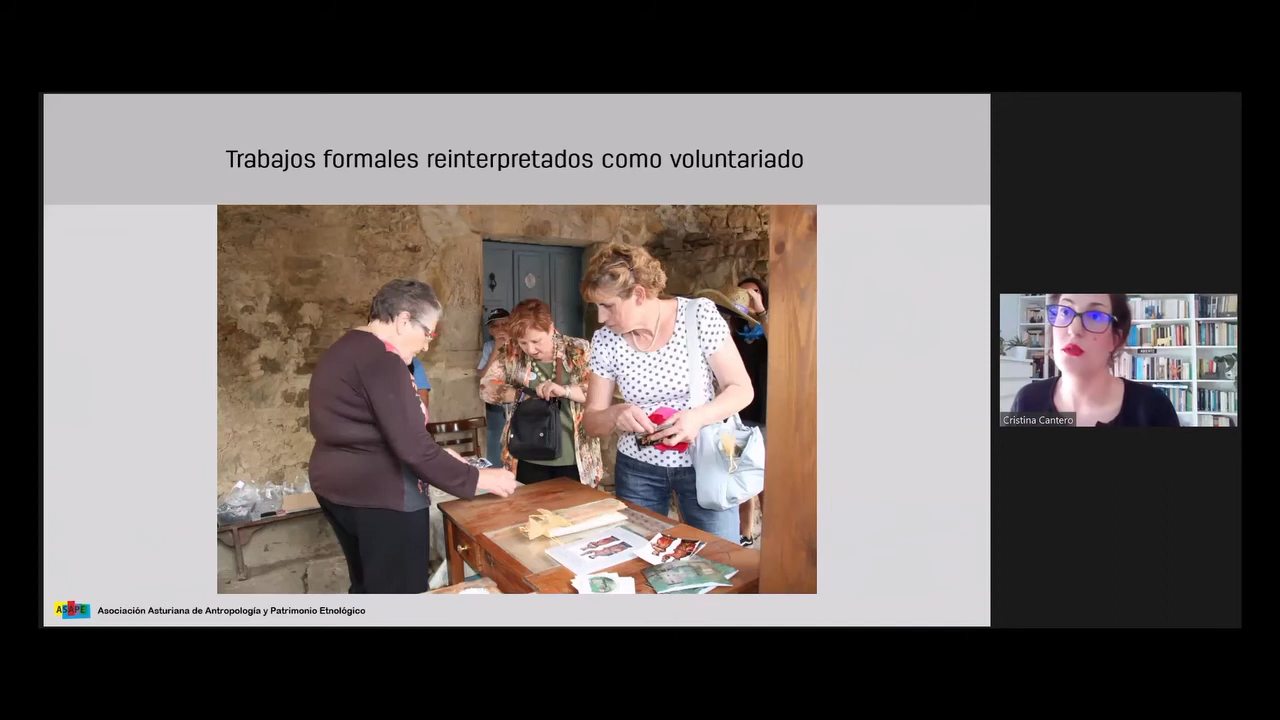 Trabajos formales reinterpretados como voluntariado
Cristina Cantero
ASAPE Asociación Asturiana de Antropología y Patrimonio Etnológico